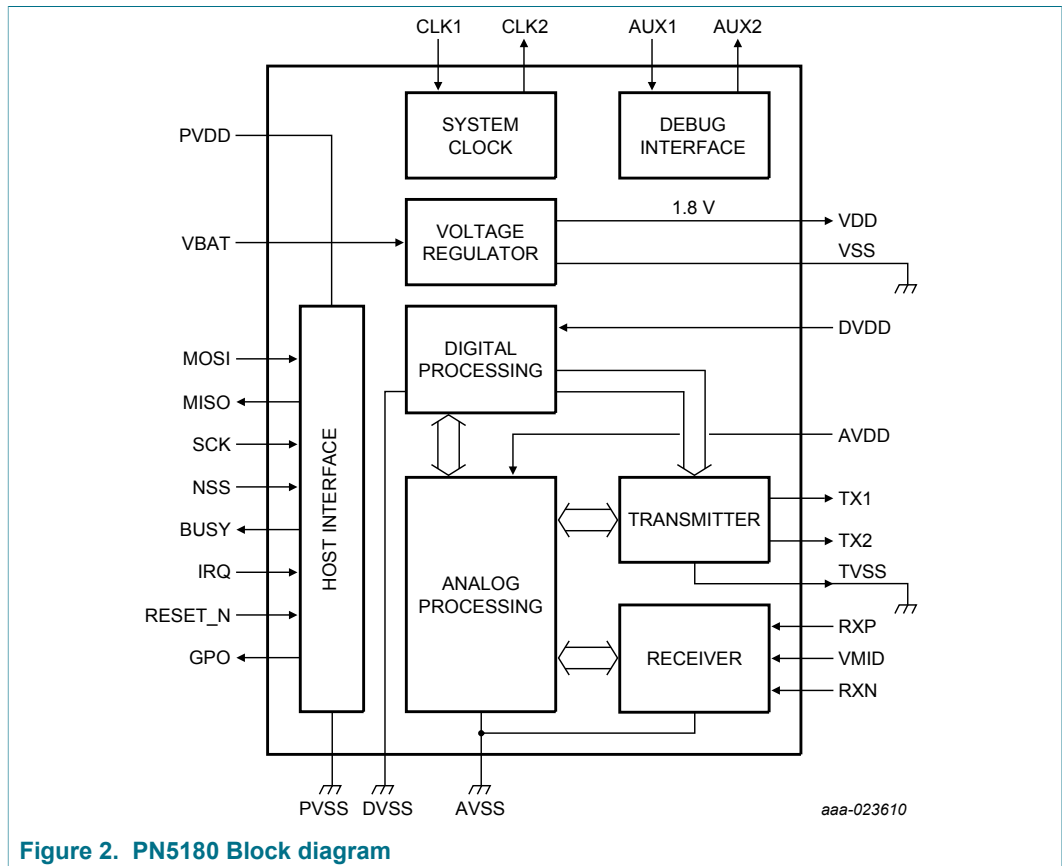 CLK1 CLK2 AUX1 AUX2
SYSTEM
CLOCK
DEBUG
INTERFACE
PVDD
1.8 V
VDD
VBAT
VOLTAGE
REGULATOR
VSS
DVDD
DIGITAL
PROCESSING
MOSI
MISO
SCK
NSS
BUSY
IRQ
RESET_N
GPO
HOST INTERFACE
AVDD
ANALOG
PROCESSING
TRANSMITTER
TX1
TX2
TVSS
RECEIVER
RXP
VMID
RXN
PVSS DVSS AVSS
aaa-023610
Figure 2. PN5180 Block diagram